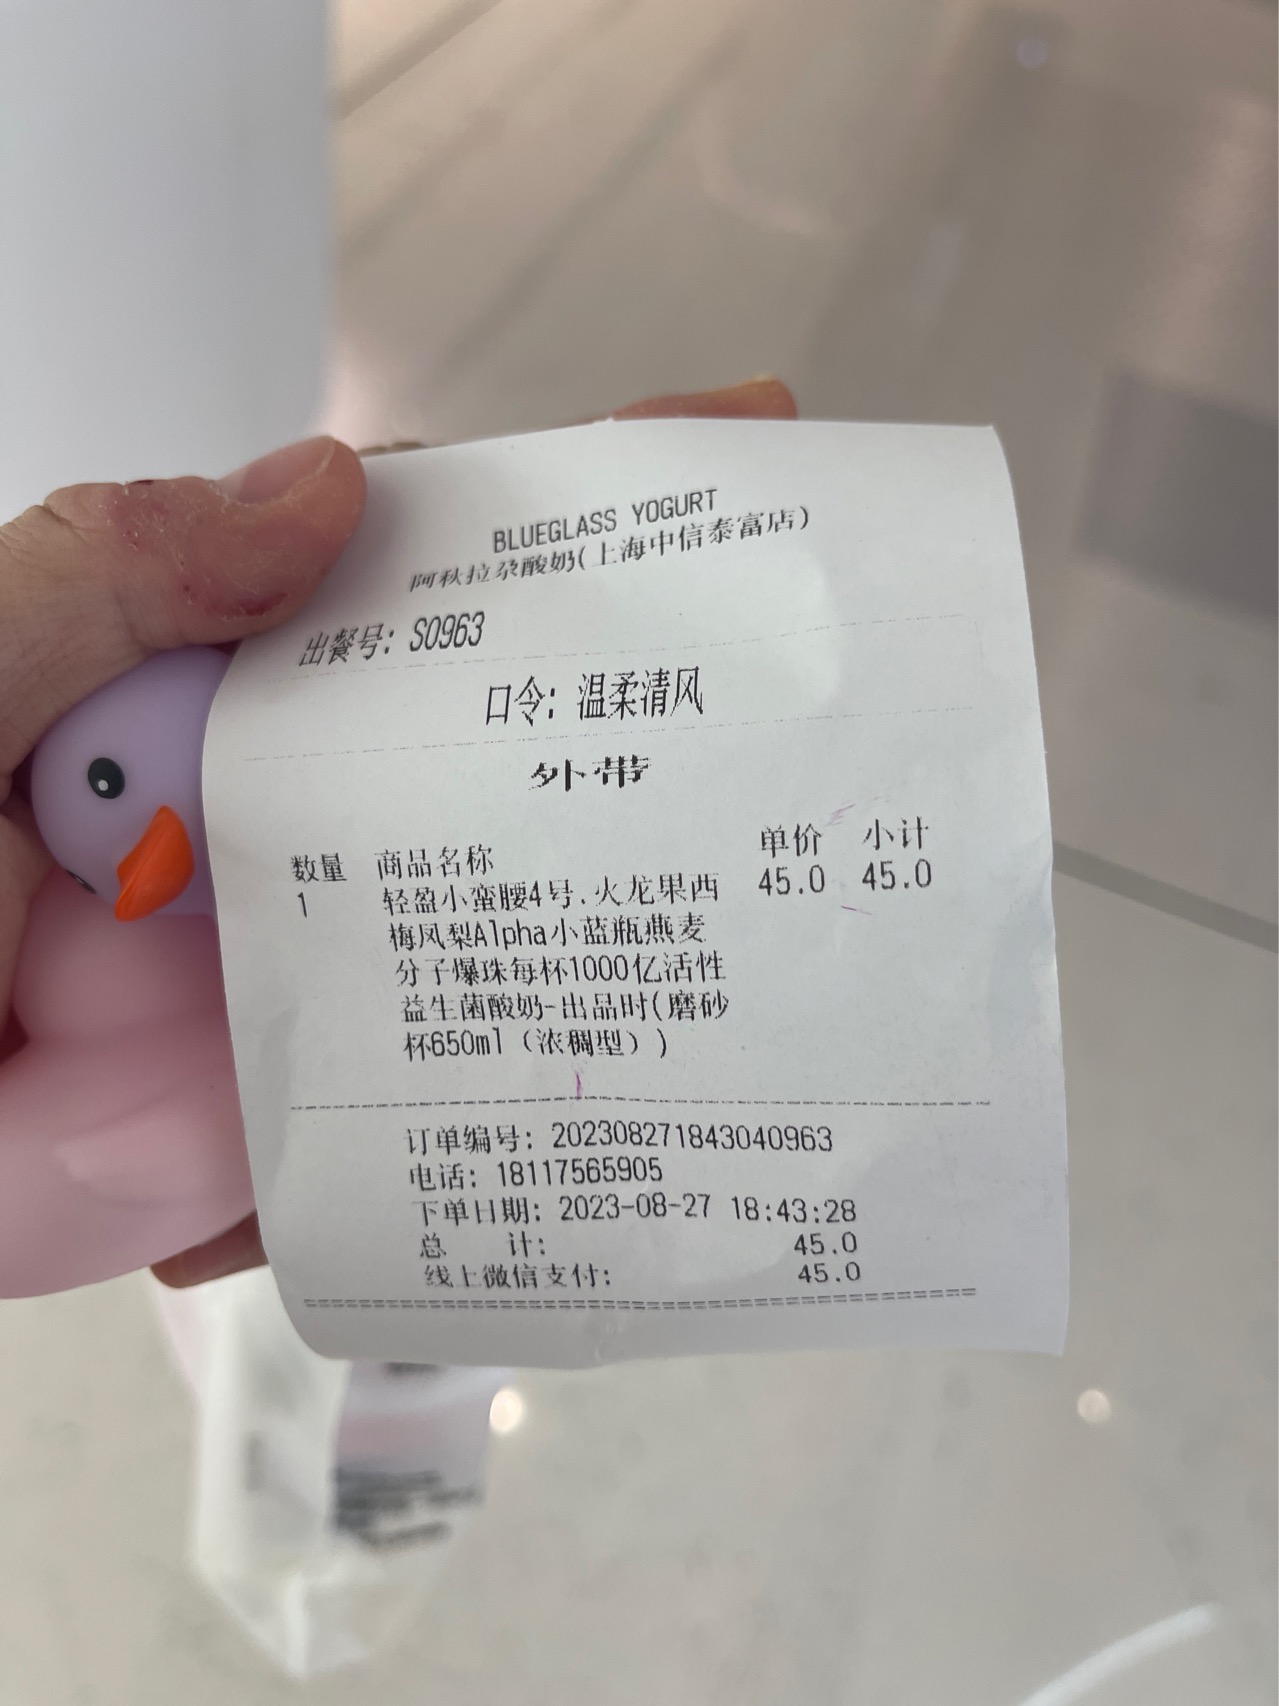 BLUEGLASS YOGURT
阿秋拉尕酸奶(上海中信泰富店)
出餐号: S0963
口令: 温柔清风
外带
数量 商品名称 单价 小计
1 轻盈小蛮腰4号.火龙果西 45.0 45.0
梅凤梨Alpha小蓝瓶燕麦
分子爆珠每杯1000亿活性
益生菌酸奶-出品时(磨砂
杯650ml（浓稠型）)
订单编号: 202308271843040963
电话: 18117565905
下单日期: 2023-08-27 18:43:28
总 计: 45.0
线上微信支付: 45.0